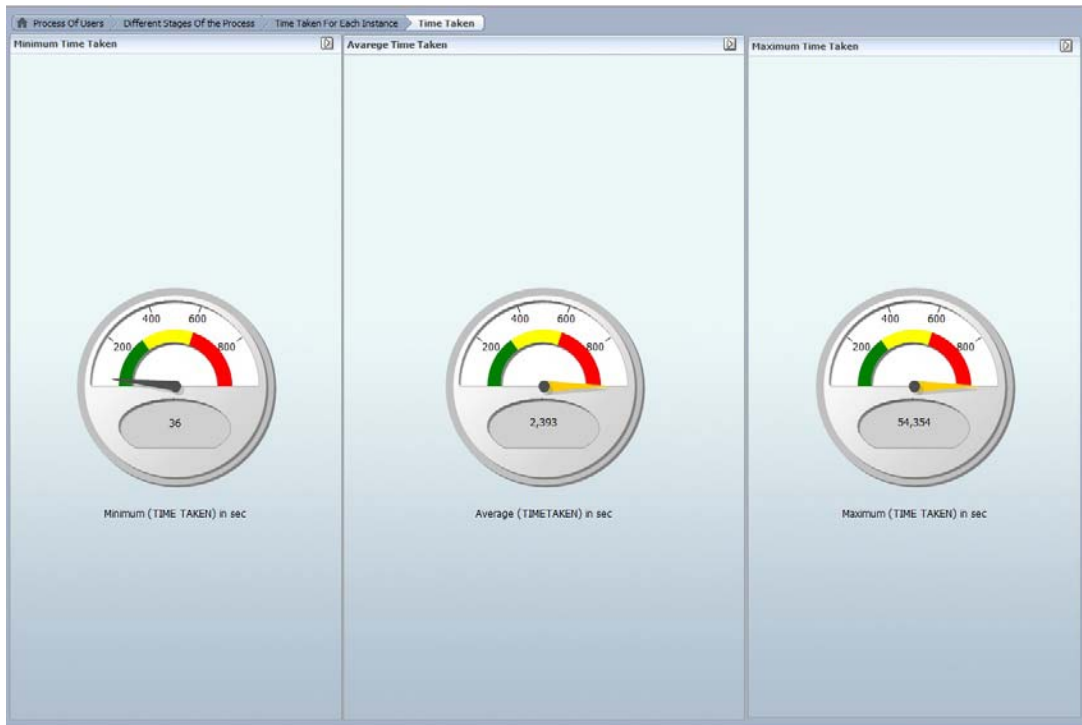 Process Of Users Different Stages Of the Process Time Taken For Each Instance Time Taken
Minimum Time Taken
Avarege Time Taken
Maximum Time Taken
200 400 600 800
36
Minimum (TIME TAKEN) in sec
200 400 600 800
2,393
Average (TIMETAKEN) in sec
200 400 600 800
54,354
Maximum (TIME TAKEN) in sec